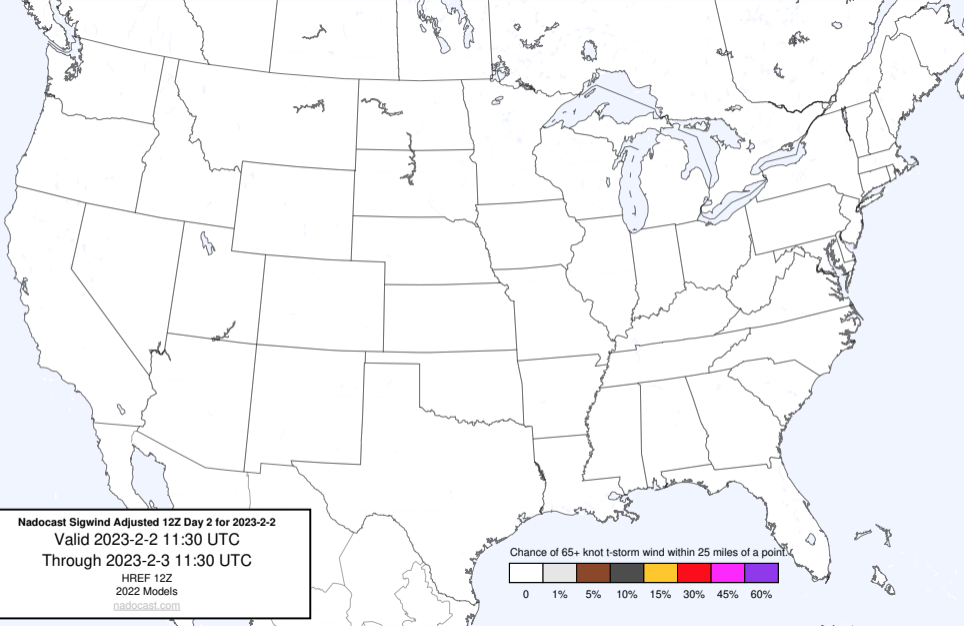 Nadocast Sigwind Adjusted 12Z Day 2 for 2023-2-2
Valid 2023-2-2 11:30 UTC
Through 2023-2-3 11:30 UTC
HREF 12Z
2022 Models
nadocast.com
Chance of 65+ knot t-storm wind within 25 miles of a point.
0 1% 5% 10% 15% 30% 45% 60%